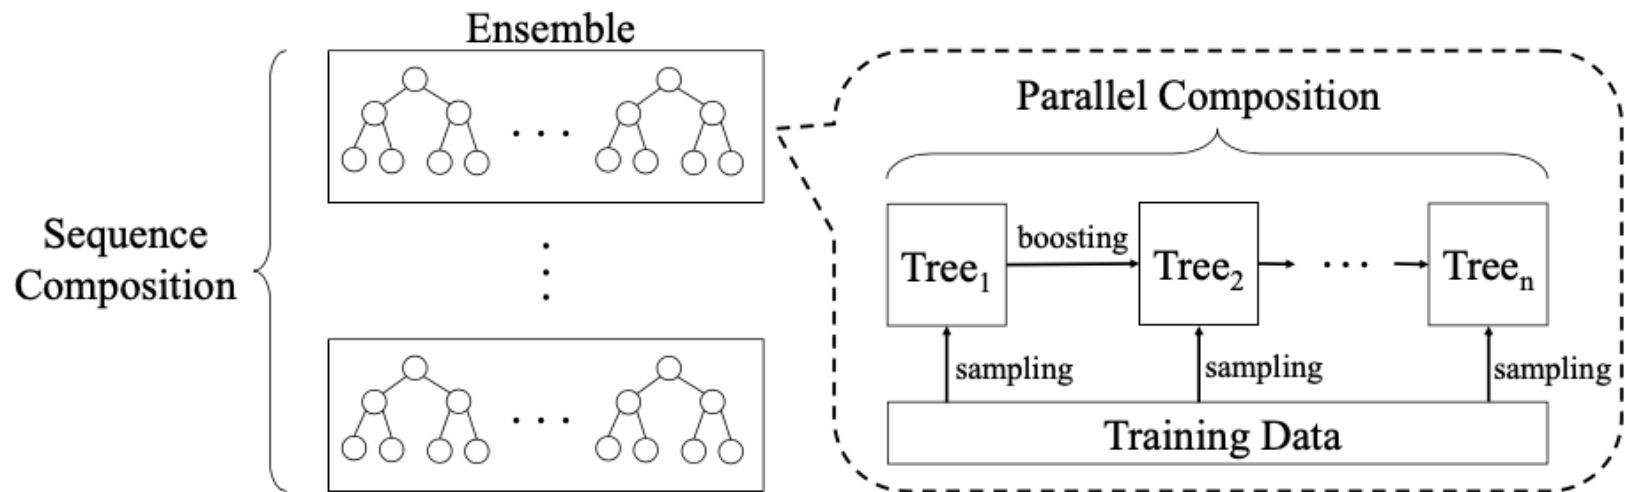 Ensemble
Sequence
Composition
Parallel Composition
Tree1
boosting
Tree2
Treen
sampling
sampling
sampling
Training Data